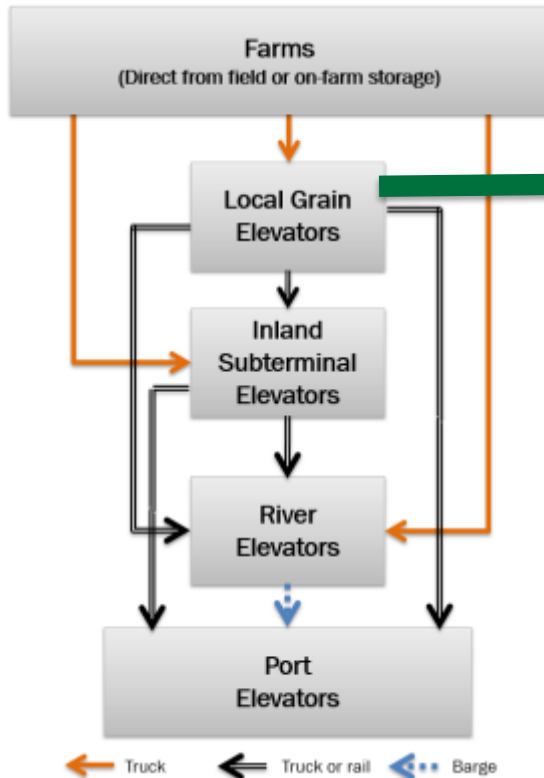 Farms
(Direct from field or on-farm storage)
Local Grain
Elevators
Inland
Subterminal
Elevators
River
Elevators
Port
Elevators
Truck
Truck or rail
Barge